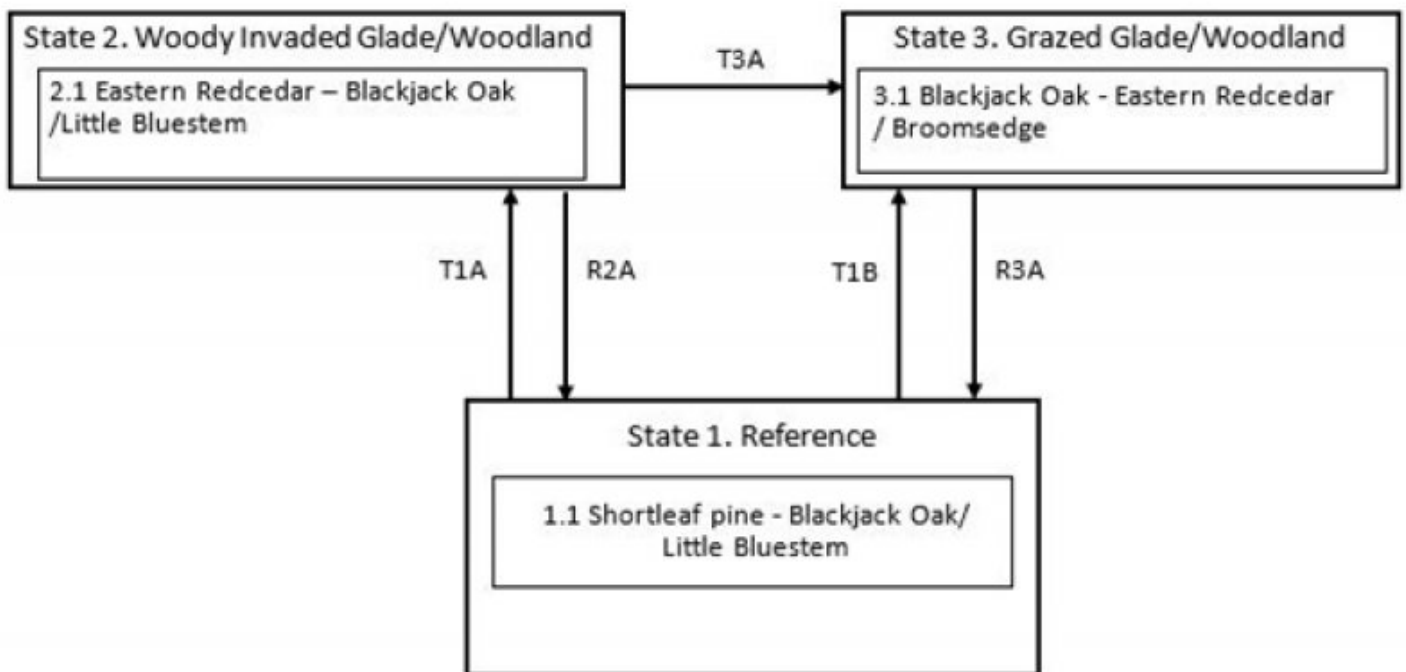 State 2. Woody Invaded Glade/Woodland
2.1 Eastern Redcedar – Blackjack Oak
/Little Bluestem
T3A
State 3. Grazed Glade/Woodland
3.1 Blackjack Oak - Eastern Redcedar
/ Broomsedge
T1A
R2A
T1B
R3A
State 1. Reference
1.1 Shortleaf pine - Blackjack Oak/
Little Bluestem